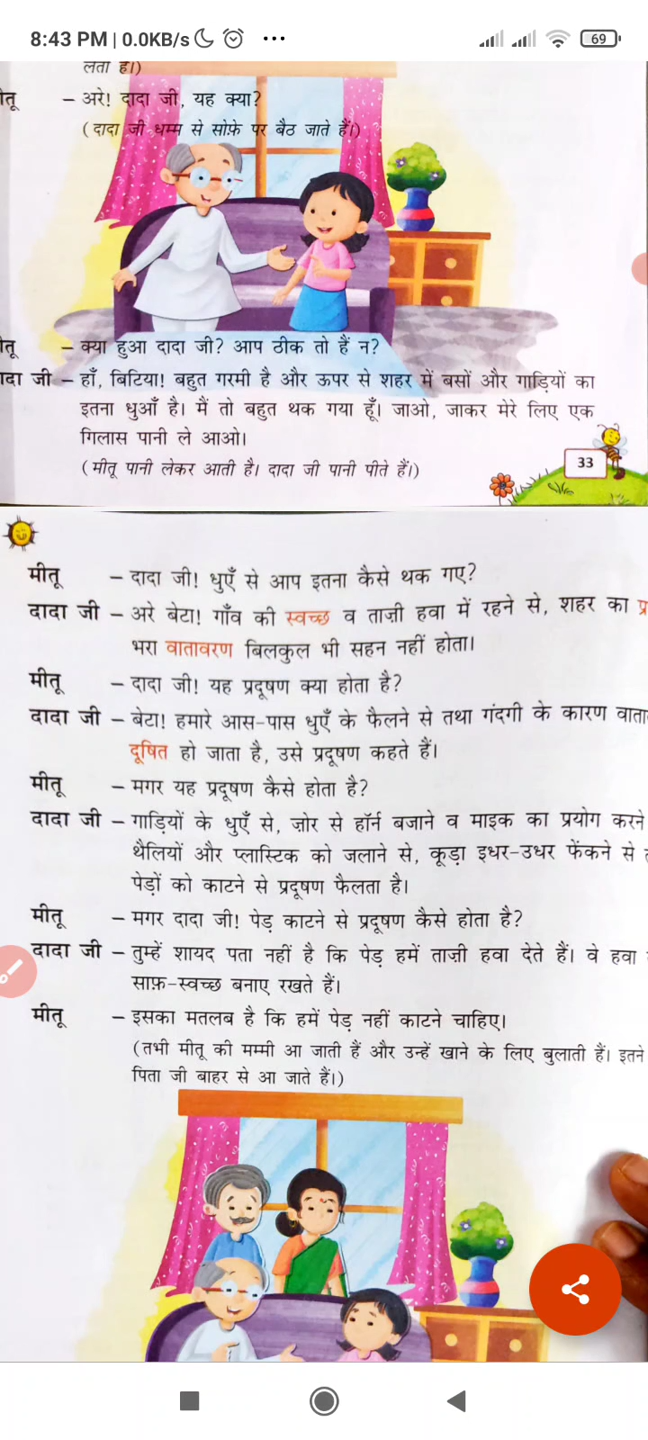 8:43 PM | 0.0KB/s
69
लेता है।)
– अरे! दादा जी, यह क्या?
(दादा जी धम्म से सोफ़े पर बैठ जाते हैं।)
– क्या हुआ दादा जी? आप ठीक तो हैं न?
जी – हाँ, बिटिया! बहुत गरमी है और ऊपर से शहर में बसों और गाड़ियों का
इतना धुआँ है। मैं तो बहुत थक गया हूँ। जाओ, जाकर मेरे लिए एक
गिलास पानी ले आओ।
(मीतू पानी लेकर आती है। दादा जी पानी पीते हैं।)
33
मीतू – दादा जी! धुएँ से आप इतना कैसे थक गए?
दादा जी – अरे बेटा! गाँव की स्वच्छ व ताज़ी हवा में रहने से, शहर का
भरा वातावरण बिलकुल भी सहन नहीं होता।
मीतू – दादा जी! यह प्रदूषण क्या होता है?
दादा जी – बेटा! हमारे आस-पास धुएँ के फैलने से तथा गंदगी के कारण
दूषित हो जाता है, उसे प्रदूषण कहते हैं।
मीतू – मगर यह प्रदूषण कैसे होता है?
दादा जी – गाड़ियों के धुएँ से, ज़ोर से हॉर्न बजाने व माइक का प्रयोग करने
थैलियों और प्लास्टिक को जलाने से, कूड़ा इधर-उधर फेंकने से
पेड़ों को काटने से प्रदूषण फैलता है।
मीतू – मगर दादा जी! पेड़ काटने से प्रदूषण कैसे होता है?
दादा जी – तुम्हें शायद पता नहीं है कि पेड़ हमें ताज़ी हवा देते हैं। वे हवा
साफ़-स्वच्छ बनाए रखते हैं।
मीतू – इसका मतलब है कि हमें पेड़ नहीं काटने चाहिए।
(तभी मीतू की मम्मी आ जाती हैं और उन्हें खाने के लिए बुलाती हैं। इतने
पिता जी बाहर से आ जाते हैं।)